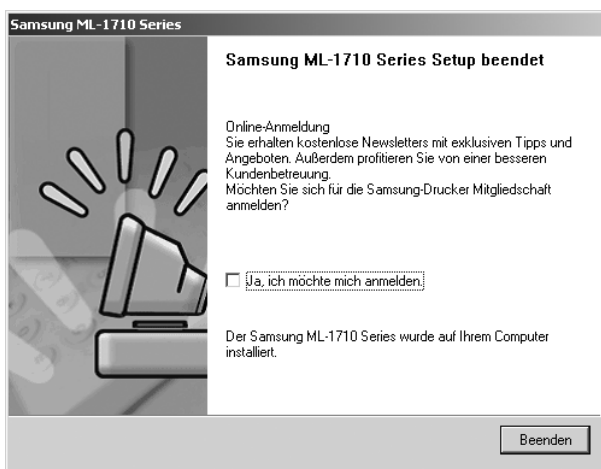 Samsung ML-1710 Series
Samsung ML-1710 Series Setup beendet
Online-Anmeldung
Sie erhalten kostenlose Newsletters mit exklusiven Tipps und
Angeboten. Außerdem profitieren Sie von einer besseren
Kundenbetreuung.
Möchten Sie sich für die Samsung-Drucker Mitgliedschaft
anmelden?
Ja, ich möchte mich anmelden.
Der Samsung ML-1710 Series wurde auf Ihrem Computer
installiert.
Beenden